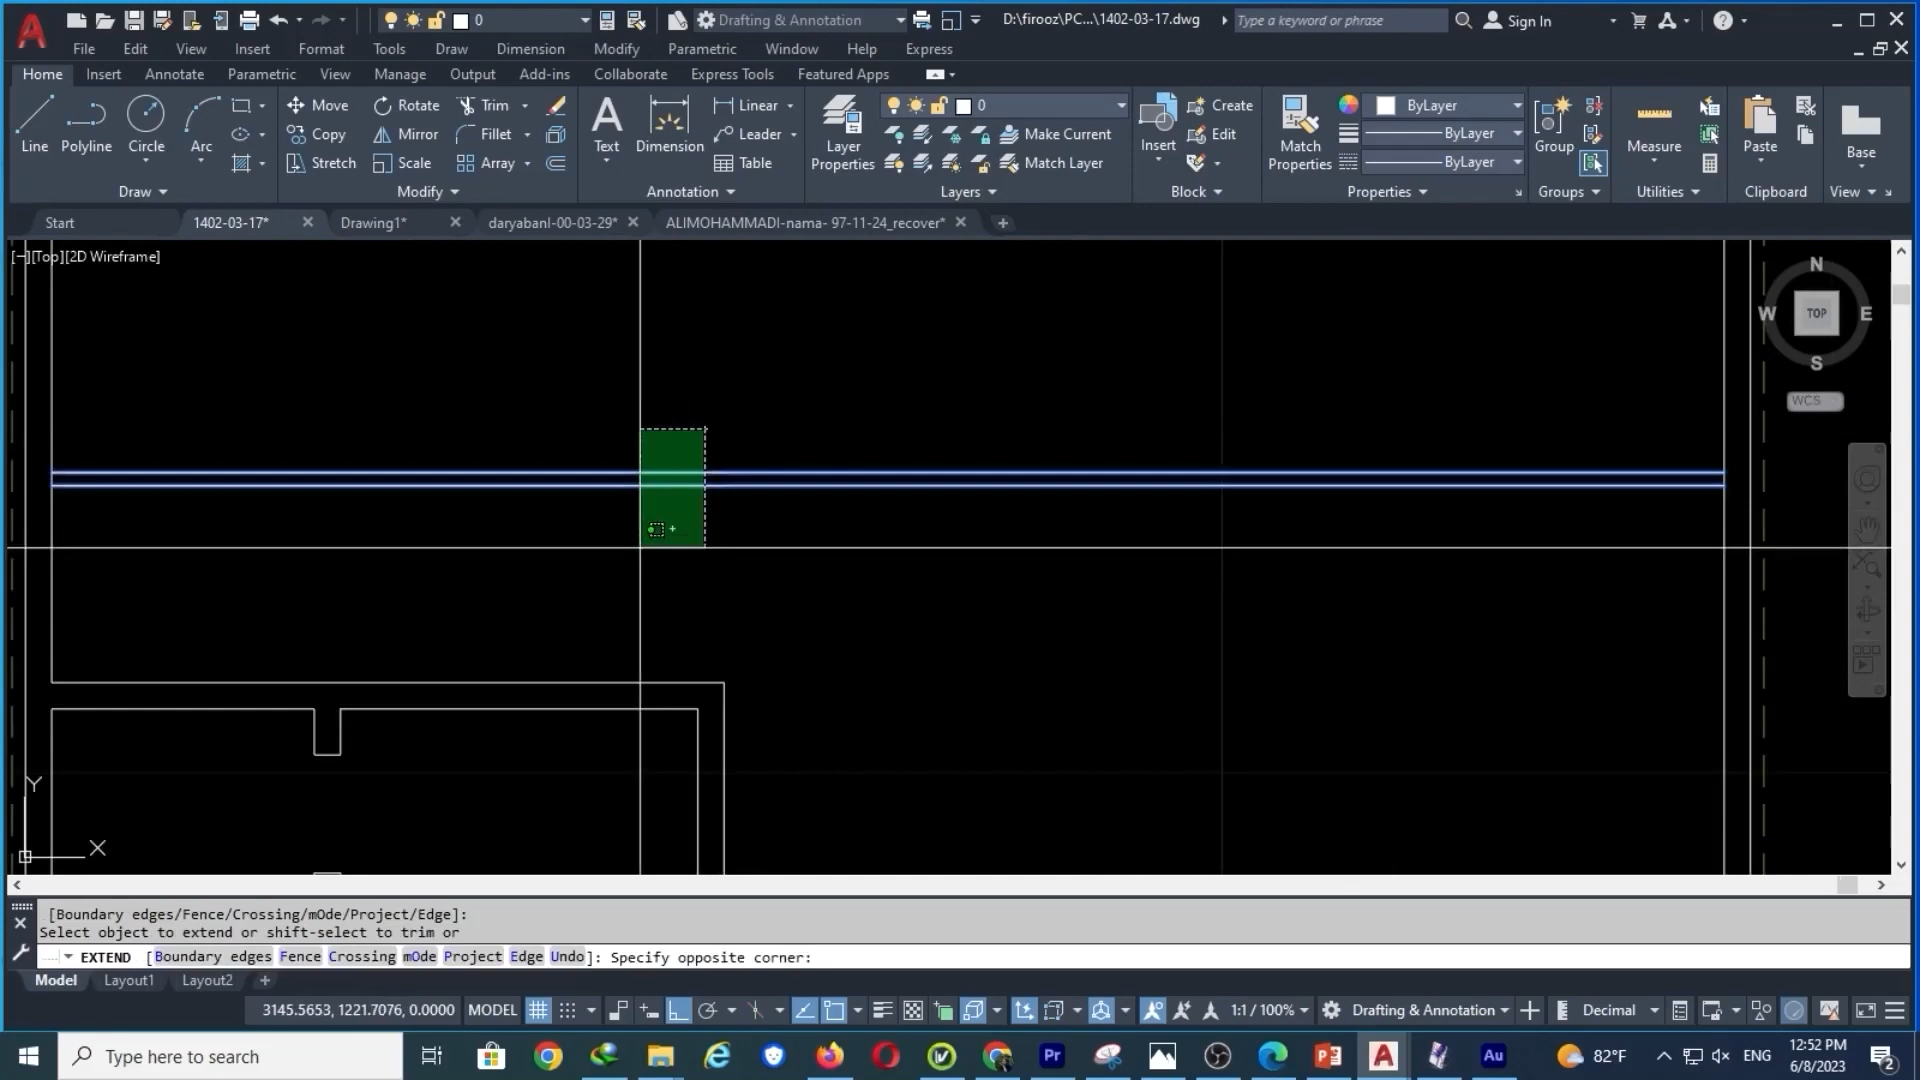 0
Drafting & Annotation
D:\firooz\PC...\1402-03-17.dwg
Type a keyword or phrase
Sign In
File Edit View Insert Format Tools Draw Dimension Modify Parametric Window Help Express
Home Insert Annotate Parametric View Manage Output Add-ins Collaborate Express Tools Featured Apps
Line Polyline Circle Arc
Move Rotate Trim
Copy Mirror Fillet
Stretch Scale Array
Text Dimension
Linear
Leader
Table
Layer Properties
0
Make Current
Match Layer
Insert
Create
Edit
Match Properties
ByLayer
ByLayer
ByLayer
Group
Measure
Paste
Base
Draw Modify Annotation Layers Block Properties Groups Utilities Clipboard View
Start 1402-03-17* Drawing1* daryabanI-00-03-29* ALIMOHAMMADI-nama- 97-11-24_recover*
[−][Top][2D Wireframe]
N
W TOP E
S
WCS
Y
X
[Boundary edges/Fence/Crossing/mOde/Project/Edge]:
Select object to extend or shift-select to trim or
EXTEND [Boundary edges Fence Crossing mOde Project Edge Undo]: Specify opposite corner:
Model Layout1 Layout2
3145.5653, 1221.7076, 0.0000 MODEL 1:1 / 100% Drafting & Annotation Decimal
Type here to search
Pr
Au
82°F
ENG
12:52 PM
6/8/2023
2